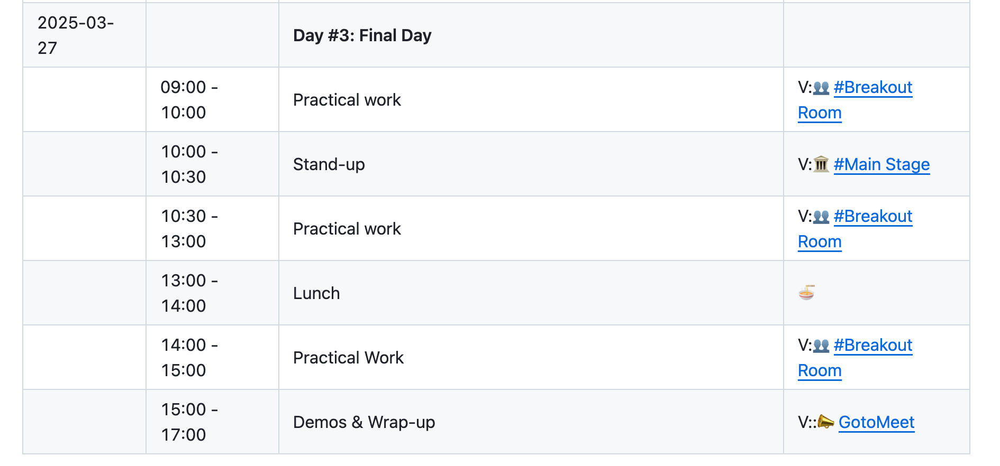 2025-03-
27
Day #3: Final Day
09:00 -
10:00
Practical work
V:👥 #Breakout
Room
10:00 -
10:30
Stand-up
V:🏛️ #Main Stage
10:30 -
13:00
Practical work
V:👥 #Breakout
Room
13:00 -
14:00
Lunch
🍜
14:00 -
15:00
Practical Work
V:👥 #Breakout
Room
15:00 -
17:00
Demos & Wrap-up
V::📣 GotoMeet